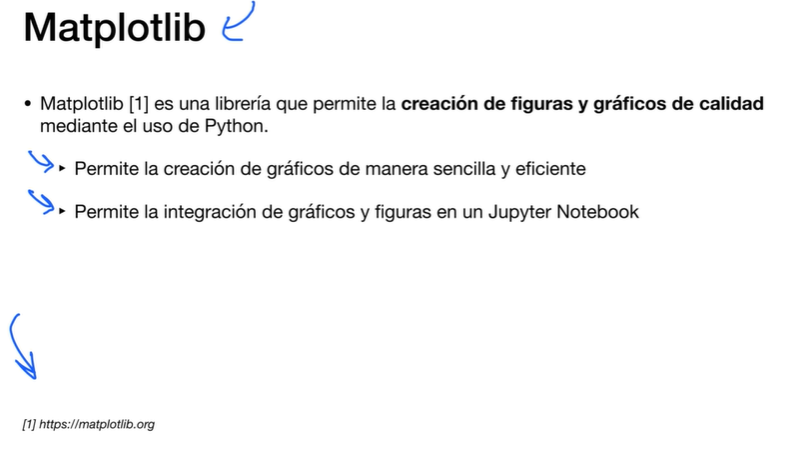 Matplotlib
• Matplotlib [1] es una librería que permite la creación de figuras y gráficos de calidad
mediante el uso de Python.
‣ Permite la creación de gráficos de manera sencilla y eficiente
‣ Permite la integración de gráficos y figuras en un Jupyter Notebook
[1] https://matplotlib.org